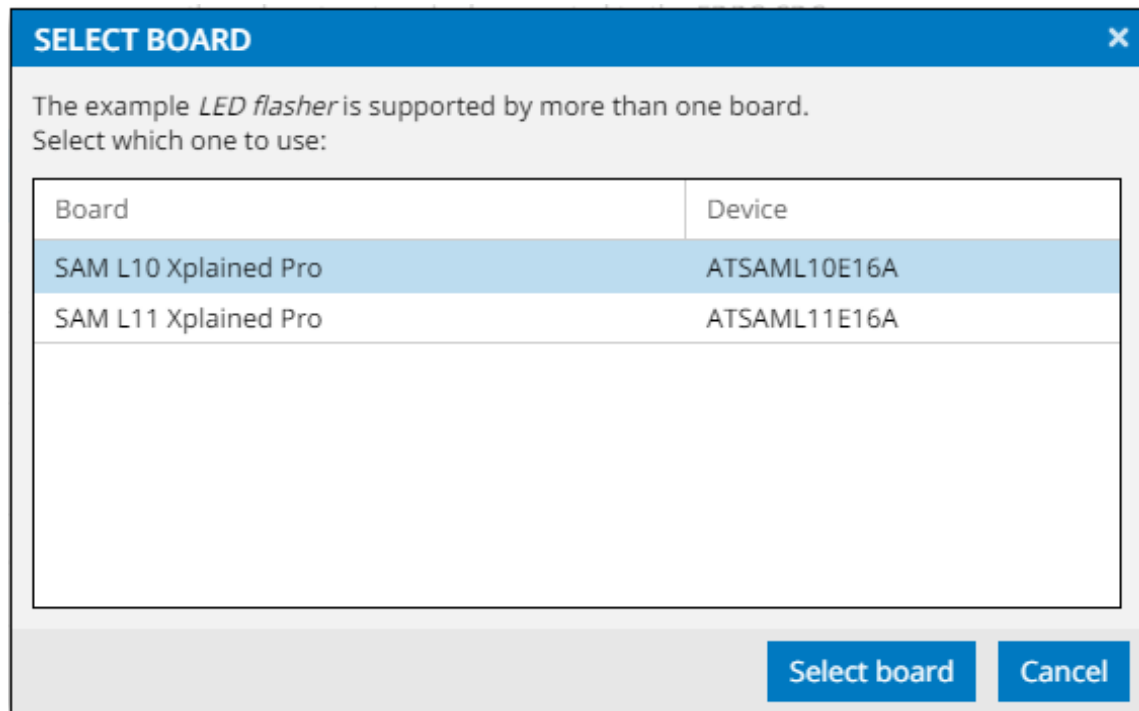 SELECT BOARD ×
The example LED flasher is supported by more than one board.
Select which one to use:
Board Device
SAM L10 Xplained Pro ATSAML10E16A
SAM L11 Xplained Pro ATSAML11E16A
Select board Cancel